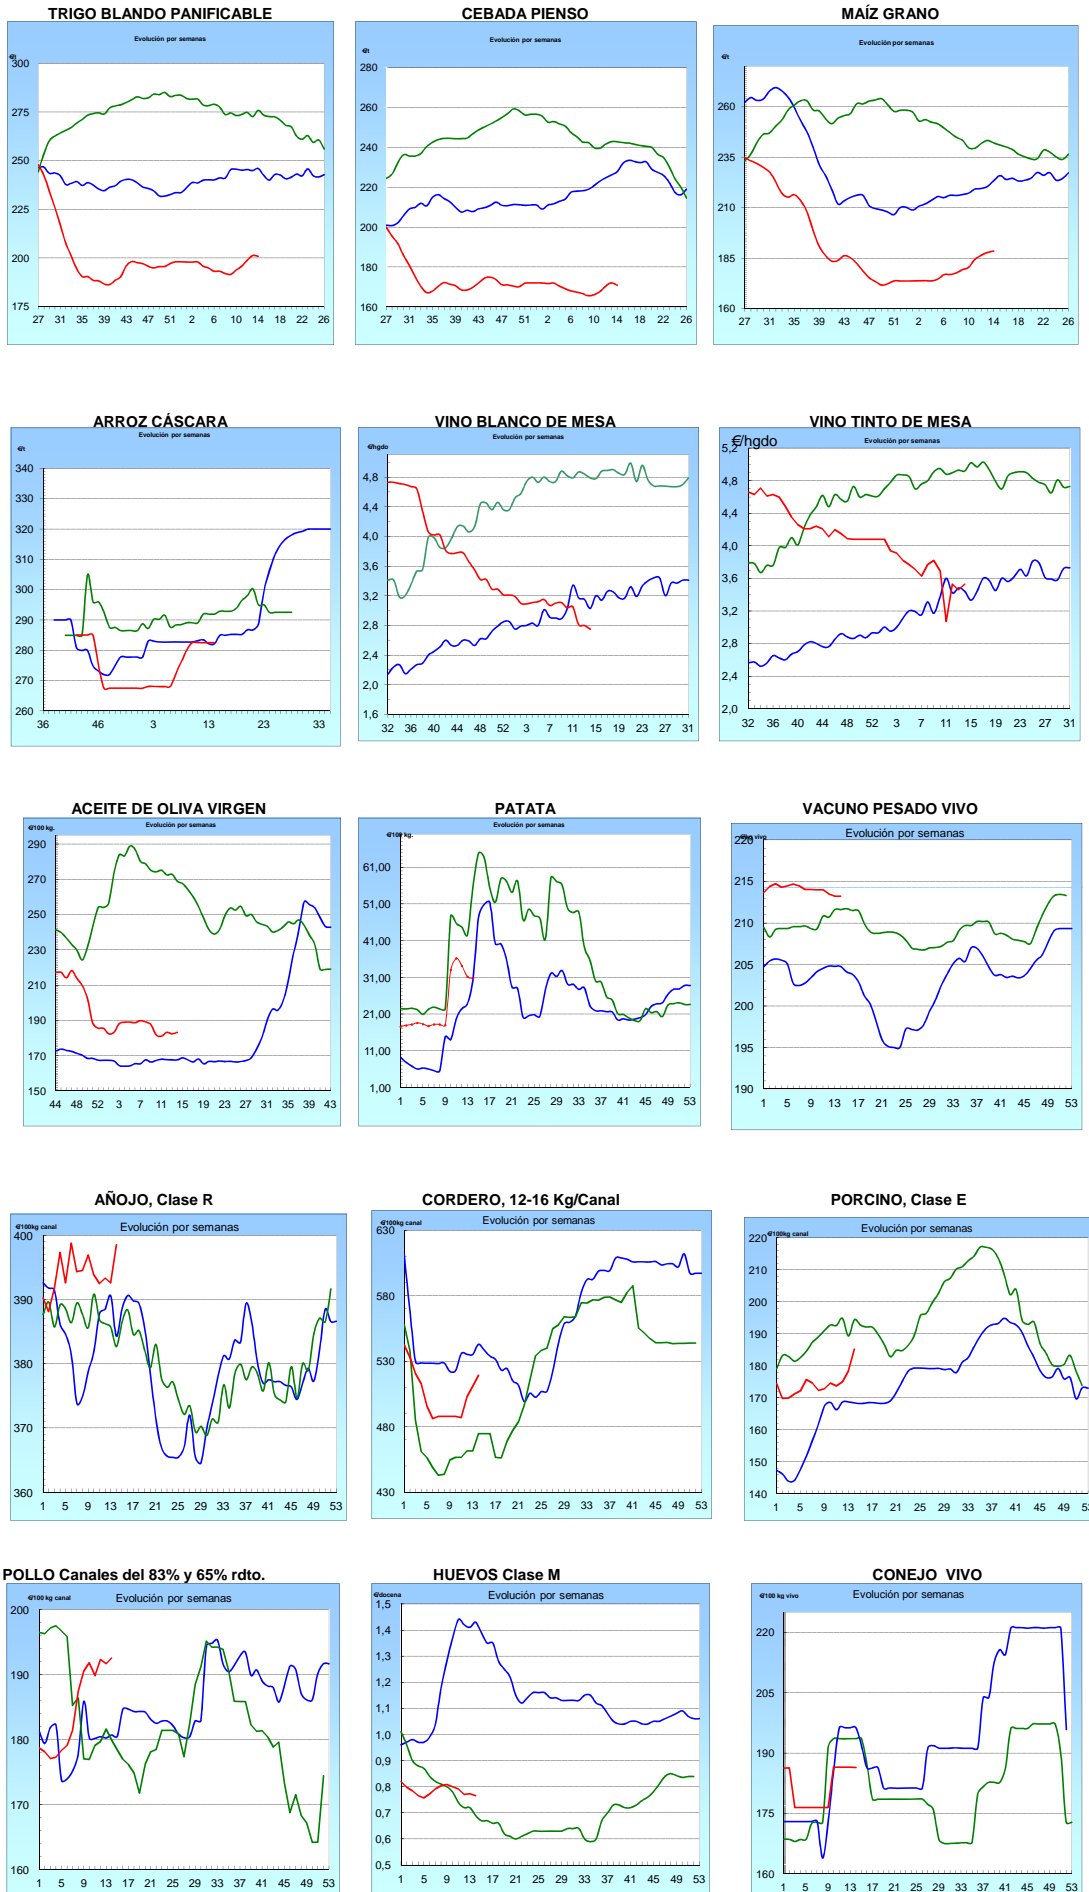 TRIGO BLANDO PANIFICABLE
CEBADA PIENSO
MAÍZ GRANO
Evolución por semanas
Evolución por semanas
Evolución por semanas
€/t
€/t
€/t
300
275
250
225
200
175
27 31 35 39 43 47 51 2 6 10 14 18 22 26
280
260
240
220
200
180
160
27 31 35 39 43 47 51 2 6 10 14 18 22 26
260
235
210
185
160
27 31 35 39 43 47 51 2 6 10 14 18 22 26
ARROZ CÁSCARA
VINO BLANCO DE MESA
VINO TINTO DE MESA
Evolución por semanas
Evolución por semanas
Evolución por semanas
€/t
€/hgdo
€/hgdo
340
330
320
310
300
290
280
270
260
36 46 3 13 23 33
4,8
4,4
4,0
3,6
3,2
2,8
2,4
2,0
1,6
32 36 40 44 48 52 3 7 11 15 19 23 27 31
5,2
4,8
4,4
4,0
3,6
3,2
2,8
2,4
2,0
32 36 40 44 48 52 3 7 11 15 19 23 27 31
ACEITE DE OLIVA VIRGEN
PATATA
VACUNO PESADO VIVO
Evolución por semanas
Evolución por semanas
Evolución por semanas
€/100 kg.
€/100 kg.
290
270
250
230
210
190
170
150
44 48 52 3 7 11 15 19 23 27 31 35 39 43
61,00
51,00
41,00
31,00
21,00
11,00
1,00
1 5 9 13 17 21 25 29 33 37 41 45 49 53
220
215
210
205
200
195
190
1 5 9 13 17 21 25 29 33 37 41 45 49 53
AÑOJO, Clase R
CORDERO, 12-16 Kg/Canal
PORCINO, Clase E
€/100kg canal
Evolución por semanas
€/100kg canal
Evolución por semanas
€/100kg canal
Evolución por semanas
400
390
380
370
360
1 5 9 13 17 21 25 29 33 37 41 45 49 53
630
580
530
480
430
1 5 9 13 17 21 25 29 33 37 41 45 49 53
220
210
200
190
180
170
160
150
140
1 5 9 13 17 21 25 29 33 37 41 45 49
POLLO Canales del 83% y 65% rdto.
HUEVOS Clase M
CONEJO VIVO
€/100 kg canal
Evolución por semanas
€/docena
Evolución por semanas
€/100 kg vivo
Evolución por semanas
200
190
180
170
160
1 5 9 13 17 21 25 29 33 37 41 45 49 53
1,5
1,4
1,3
1,2
1,1
1,0
0,9
0,8
0,7
0,6
0,5
1 5 9 13 17 21 25 29 33 37 41 45 49 53
220
205
190
175
160
1 5 9 13 17 21 25 29 33 37 41 45 49 53